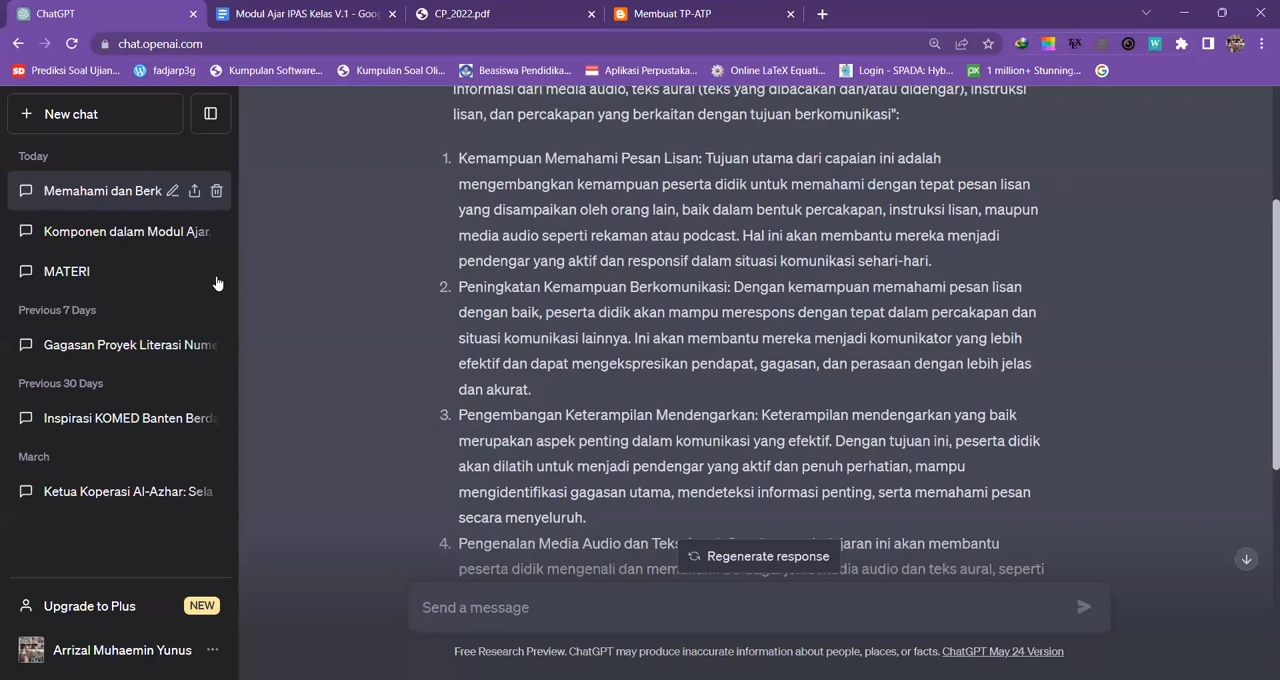 ChatGPT
Modul Ajar IPAS Kelas V.1 - Goog
CP_2022.pdf
Membuat TP-ATP
chat.openai.com
Prediksi Soal Ujian...
fadjarp3g
Kumpulan Software...
Kumpulan Soal Oli...
Beasiswa Pendidika...
Aplikasi Perpustaka...
Online LaTeX Equati...
Login - SPADA: Hyb...
1 million+ Stunning...
New chat
Today
Memahami dan Berk
Komponen dalam Modul Ajar.
MATERI
Previous 7 Days
Gagasan Proyek Literasi Nume
Previous 30 Days
Inspirasi KOMED Banten Berda
March
Ketua Koperasi Al-Azhar: Sela
Upgrade to Plus
NEW
Arrizal Muhaemin Yunus
informasi dari media audio, teks aural (teks yang dibacakan dan/atau didengar), instruksi
lisan, dan percakapan yang berkaitan dengan tujuan berkomunikasi":
1. Kemampuan Memahami Pesan Lisan: Tujuan utama dari capaian ini adalah
mengembangkan kemampuan peserta didik untuk memahami dengan tepat pesan lisan
yang disampaikan oleh orang lain, baik dalam bentuk percakapan, instruksi lisan, maupun
media audio seperti rekaman atau podcast. Hal ini akan membantu mereka menjadi
pendengar yang aktif dan responsif dalam situasi komunikasi sehari-hari.
2. Peningkatan Kemampuan Berkomunikasi: Dengan kemampuan memahami pesan lisan
dengan baik, peserta didik akan mampu merespons dengan tepat dalam percakapan dan
situasi komunikasi lainnya. Ini akan membantu mereka menjadi komunikator yang lebih
efektif dan dapat mengekspresikan pendapat, gagasan, dan perasaan dengan lebih jelas
dan akurat.
3. Pengembangan Keterampilan Mendengarkan: Keterampilan mendengarkan yang baik
merupakan aspek penting dalam komunikasi yang efektif. Dengan tujuan ini, peserta didik
akan dilatih untuk menjadi pendengar yang aktif dan penuh perhatian, mampu
mengidentifikasi gagasan utama, mendeteksi informasi penting, serta memahami pesan
secara menyeluruh.
4. Pengenalan Media Audio dan Teks jaran ini akan membantu
peserta didik mengenali dan media audio dan teks aural, seperti
Regenerate response
Send a message
Free Research Preview. ChatGPT may produce inaccurate information about people, places, or facts. ChatGPT May 24 Version